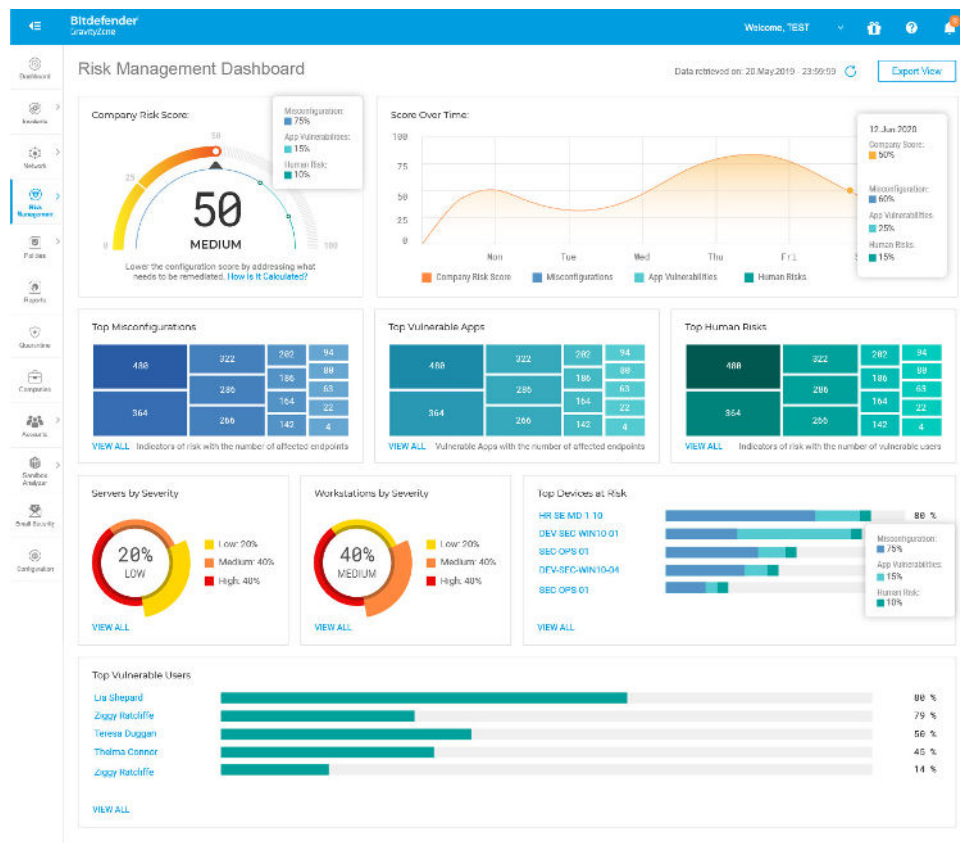 Bitdefender
GravityZone
Welcome, TEST
Dashboard
Incidents
Network
Risk
Management
Policies
Reports
Quarantine
Companies
Accounts
Sandbox
Analyzer
Email Security
Configuration
Risk Management Dashboard
Data retrieved on: 20.May.2019 - 23:59:59
Export View
Company Risk Score:
0
25
50
100
50
MEDIUM
Lower the configuration score by addressing what
needs to be remediated. How Is It Calculated?
Misconfiguration:
75%
App Vulnerabilities:
15%
Human Risk:
10%
Score Over Time:
100
75
50
25
0
Mon Tue Wed Thu Fri S
Company Risk Score Misconfigurations App Vulnerabilities Human Risks
12.Jun.2020
Company Score:
50%
Misconfiguration:
60%
App Vulnerabilities
25%
Human Risks:
15%
Top Misconfigurations
480 322 202 94
186 80
286 63
364 164 22
266 142 4
VIEW ALL Indicators of risk with the number of affected endpoints
Top Vulnerable Apps
480 322 202 94
186 80
286 63
364 164 22
266 142 4
VIEW ALL Vulnerable Apps with the number of affected endpoints
Top Human Risks
480 322 202 94
186 80
286 63
364 164 22
266 142 4
VIEW ALL Indicators of risk with the number of vulnerable users
Servers by Severity
20%
LOW
Low: 20%
Medium: 40%
High: 40%
VIEW ALL
Workstations by Severity
40%
MEDIUM
Low: 20%
Medium: 40%
High: 40%
VIEW ALL
Top Devices at Risk
HR-SE-MD-1-10 80 %
DEV-SEC-WIN10-01
SEC-OPS-01
DEV-SEC-WIN10-04
SEC-OPS-01
Misconfiguration:
75%
App Vulnerabilities:
15%
Human Risk:
10%
VIEW ALL
Top Vulnerable Users
Lia Shepard 80 %
Ziggy Ratcliffe 79 %
Teresa Duggan 50 %
Thelma Connor 45 %
Ziggy Ratcliffe 14 %
VIEW ALL